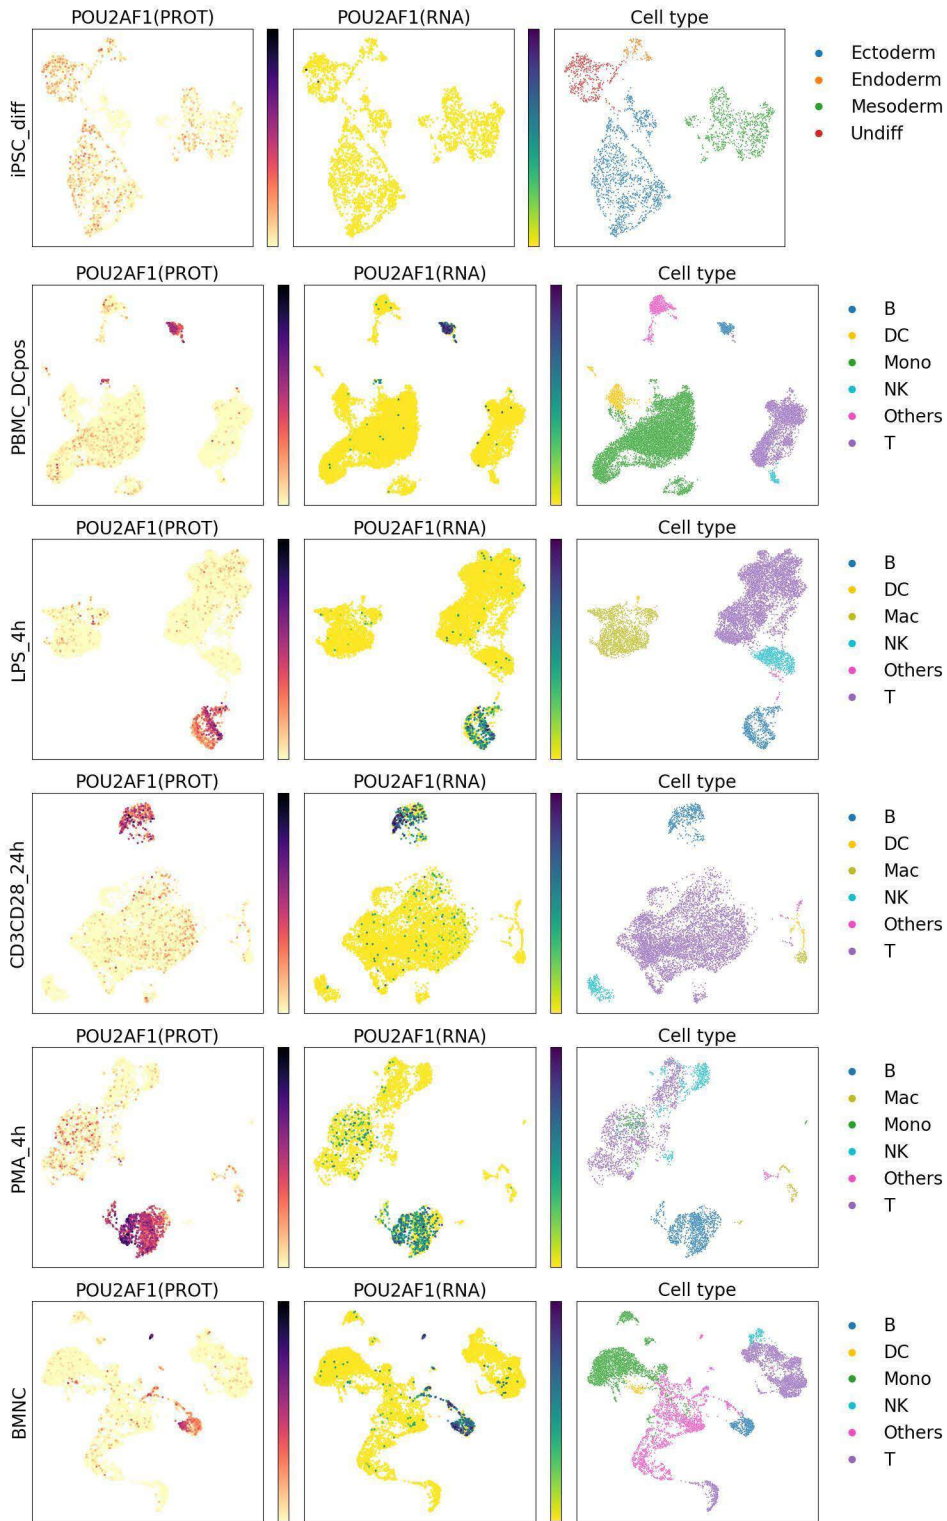 POU2AF1(PROT) POU2AF1(RNA) Cell type
iPSC_diff
Ectoderm
Endoderm
Mesoderm
Undiff
POU2AF1(PROT) POU2AF1(RNA) Cell type
PBMC_DCpos
B
DC
Mono
NK
Others
T
POU2AF1(PROT) POU2AF1(RNA) Cell type
LPS_4h
B
DC
Mac
NK
Others
T
POU2AF1(PROT) POU2AF1(RNA) Cell type
CD3CD28_24h
B
DC
Mac
NK
Others
T
POU2AF1(PROT) POU2AF1(RNA) Cell type
PMA_4h
B
Mac
Mono
NK
Others
T
POU2AF1(PROT) POU2AF1(RNA) Cell type
BMNC
B
DC
Mono
NK
Others
T